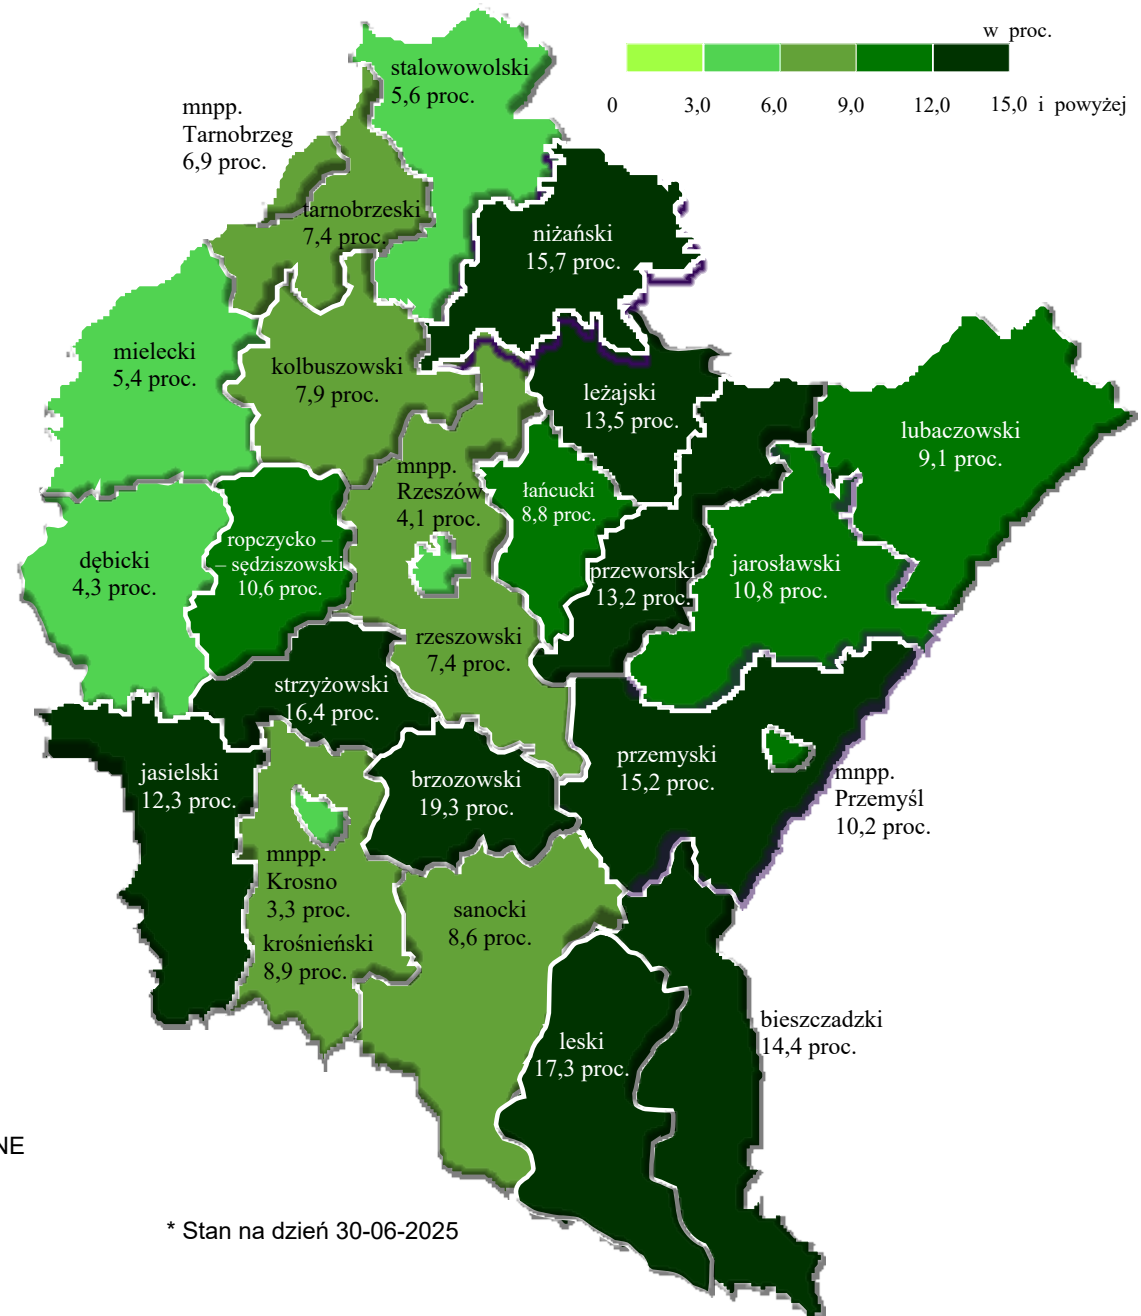 w proc.
0 3,0 6,0 9,0 12,0 15,0 i powyżej
stalowowolski
5,6 proc.
mnpp.
Tarnobrzeg
6,9 proc.
tarnobrzeski
7,4 proc.
niżański
15,7 proc.
mielecki
5,4 proc.
kolbuszowski
7,9 proc.
leżajski
13,5 proc.
lubaczowski
9,1 proc.
mnpp.
Rzeszów
4,1 proc.
łańcucki
8,8 proc.
dębicki
4,3 proc.
ropczycko –
– sędziszowski
10,6 proc.
przeworski
13,2 proc.
jarosławski
10,8 proc.
rzeszowski
7,4 proc.
strzyżowski
16,4 proc.
jasielski
12,3 proc.
brzozowski
19,3 proc.
przemyski
15,2 proc.
mnpp.
Przemyśl
10,2 proc.
mnpp.
Krosno
3,3 proc.
krośnieński
8,9 proc.
sanocki
8,6 proc.
leski
17,3 proc.
bieszczadzki
14,4 proc.
NE
* Stan na dzień 30-06-2025